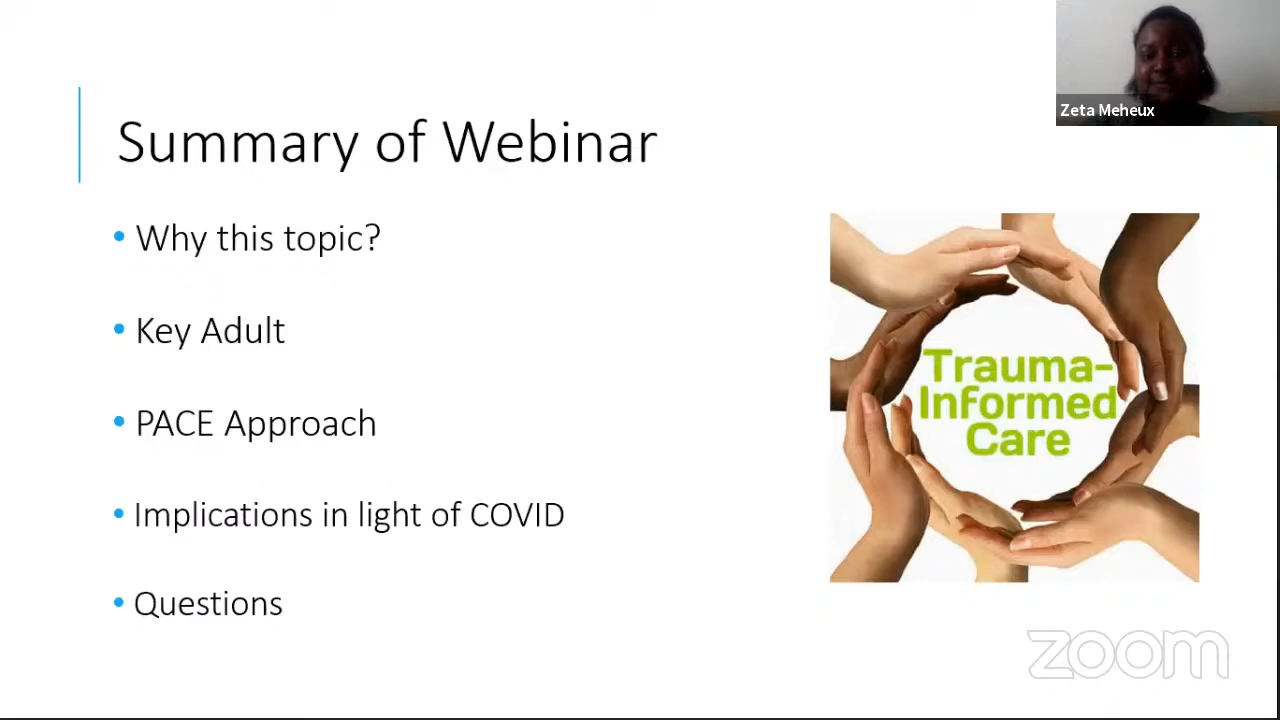 Zeta Meheux
Summary of Webinar
• Why this topic?
• Key Adult
• PACE Approach
• Implications in light of COVID
• Questions
Trauma-
Informed
Care
zoom